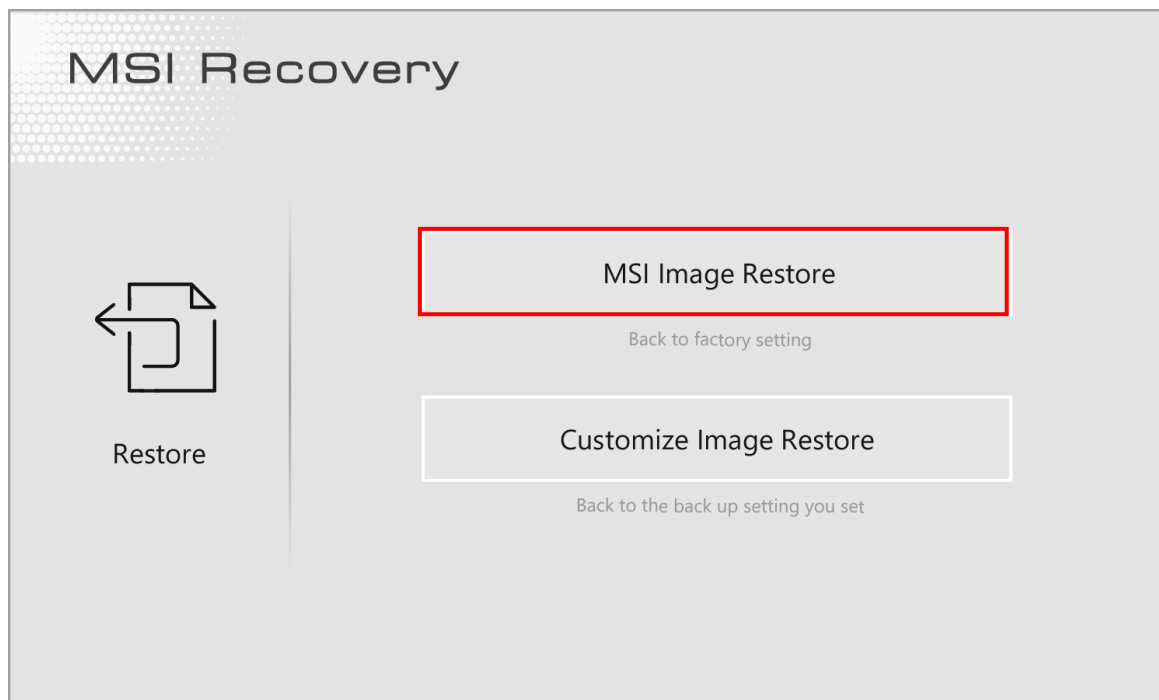 MSI Recovery
MSI Image Restore
Back to factory setting
Restore
Customize Image Restore
Back to the back up setting you set